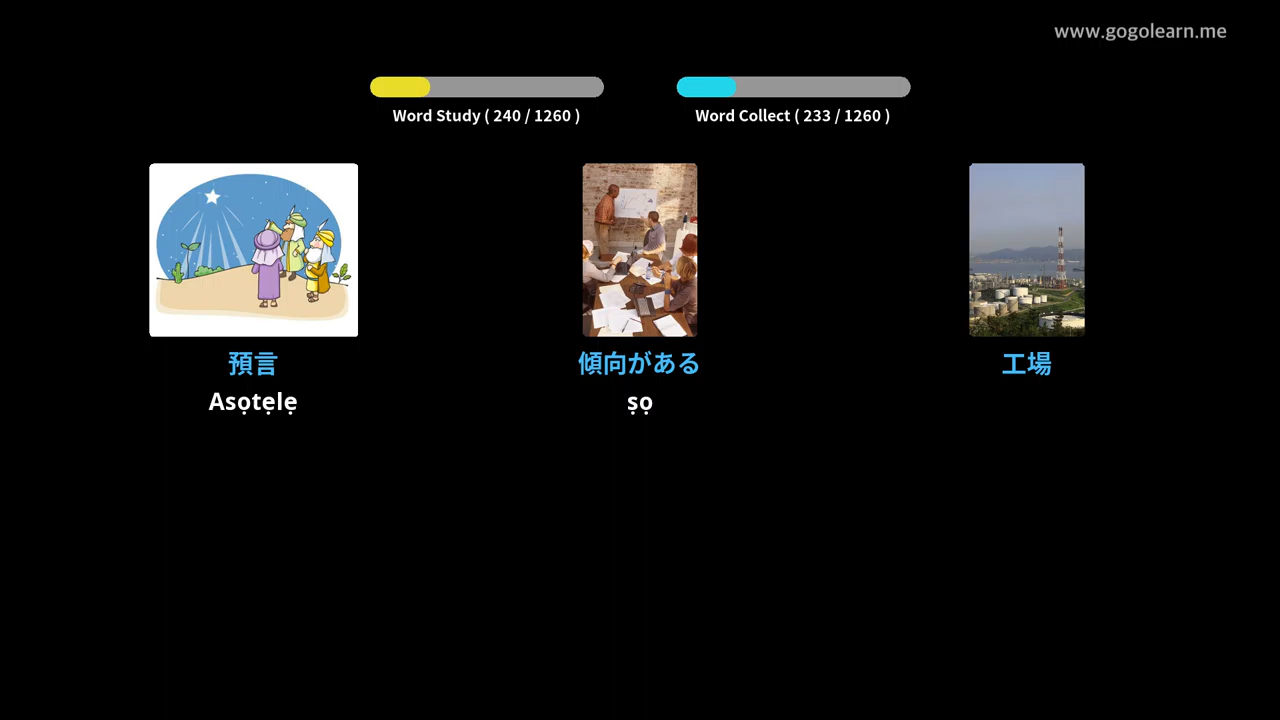 www.gogolearn.me
Word Study ( 240 / 1260 )
Word Collect ( 233 / 1260 )
預言
傾向がある
工場
Asọtẹlẹ
ṣọ